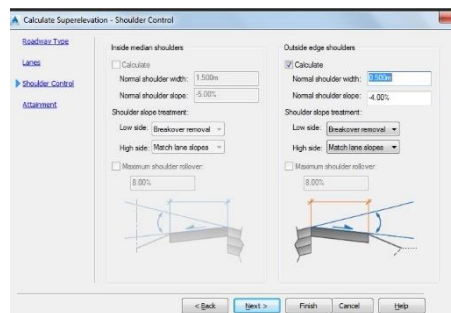 Calculate Superelevation - Shoulder Control
Roadway Type
Lanes
Shoulder Control
Attainment
Inside median shoulders
Calculate
Normal shoulder width: 1.500m
Normal shoulder slope: -5.00%
Shoulder slope treatment:
Low side: Breakover removal
High side: Match lane slopes
Maximum shoulder rollover:
8.00%
Outside edge shoulders
Calculate
Normal shoulder width: 0.500m
Normal shoulder slope: -4.00%
Shoulder slope treatment:
Low side: Breakover removal
High side: Match lane slopes
Maximum shoulder rollover:
8.00%
< Back Next > Finish Cancel Help